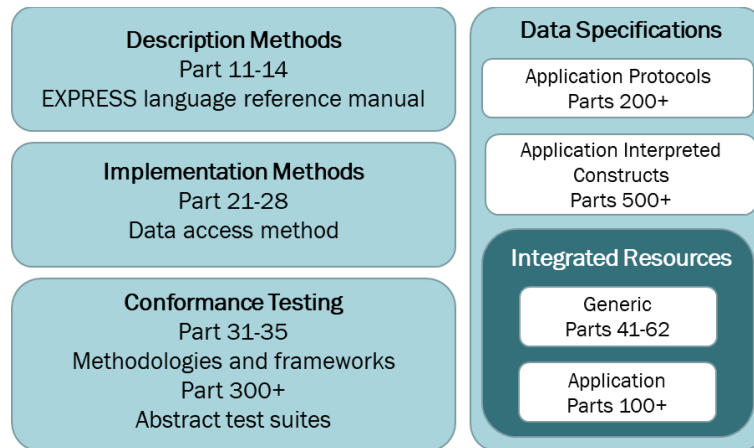 Description Methods
Part 11-14
EXPRESS language reference manual
Implementation Methods
Part 21-28
Data access method
Conformance Testing
Part 31-35
Methodologies and frameworks
Part 300+
Abstract test suites
Data Specifications
Application Protocols
Parts 200+
Application Interpreted
Constructs
Parts 500+
Integrated Resources
Generic
Parts 41-62
Application
Parts 100+